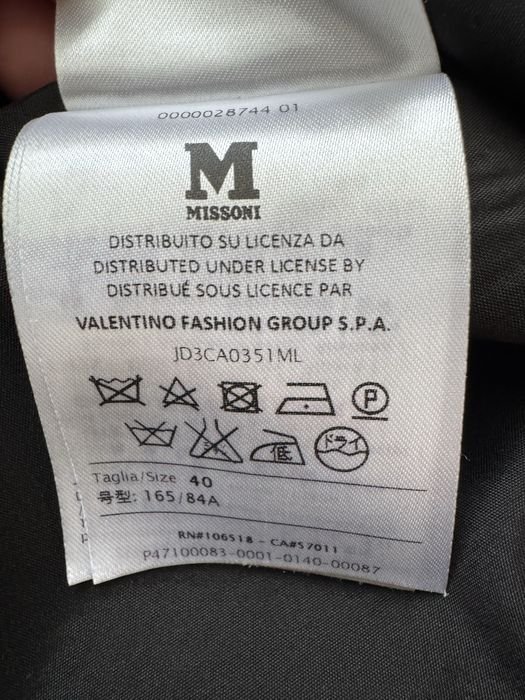 0000028744 01
M
MISSONI
DISTRIBUITO SU LICENZA DA
DISTRIBUTED UNDER LICENSE BY
DISTRIBUÉ SOUS LICENCE PAR
VALENTINO FASHION GROUP S.P.A.
JD3CA0351ML
P
低 ドライ
Taglia/Size 40
号型: 165/84A
RN#106518 - CA#57011
P47100083-0001-0140-00087